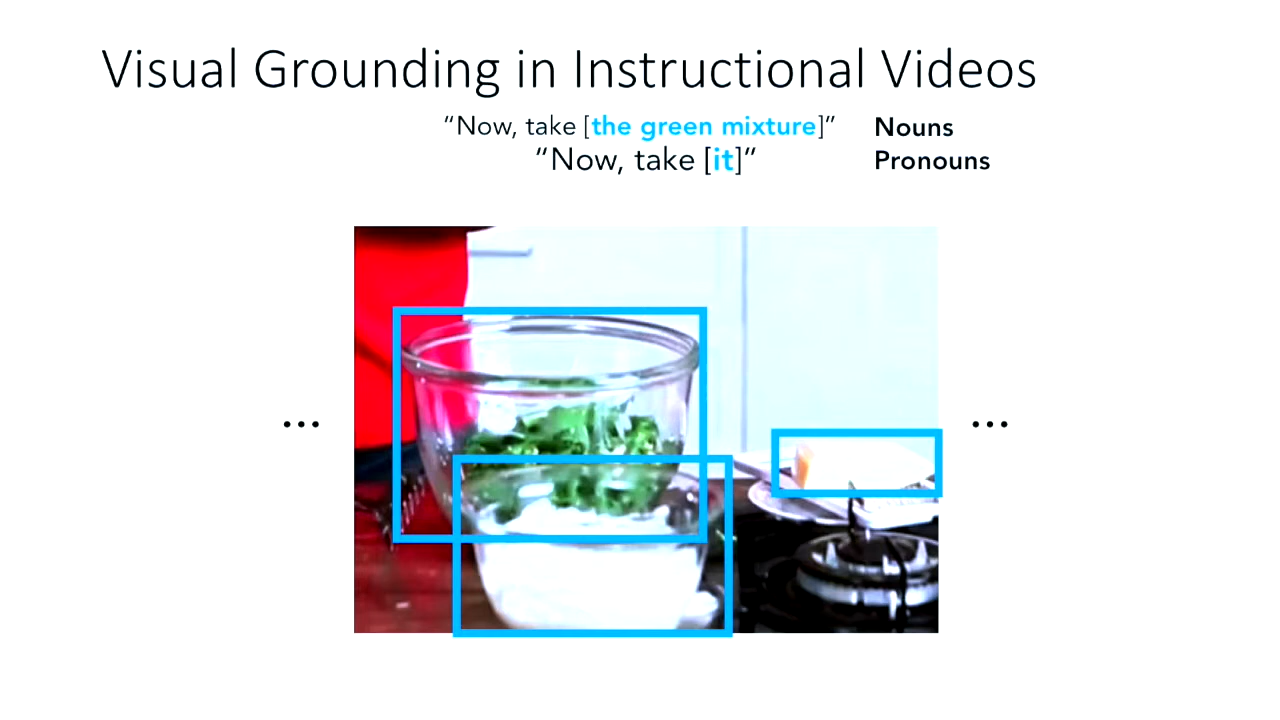 Visual Grounding in Instructional Videos
“Now, take [the green mixture]” Nouns
“Now, take [it]” Pronouns
... ...